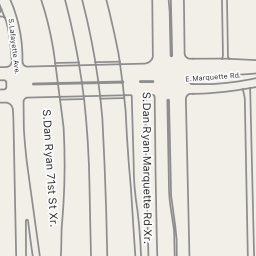 S.Lafayette Ave.
E.Marquette Rd.
S.Dan Ryan 71st St Xr.
S.Dan Ryan Marquette Rd Xr.